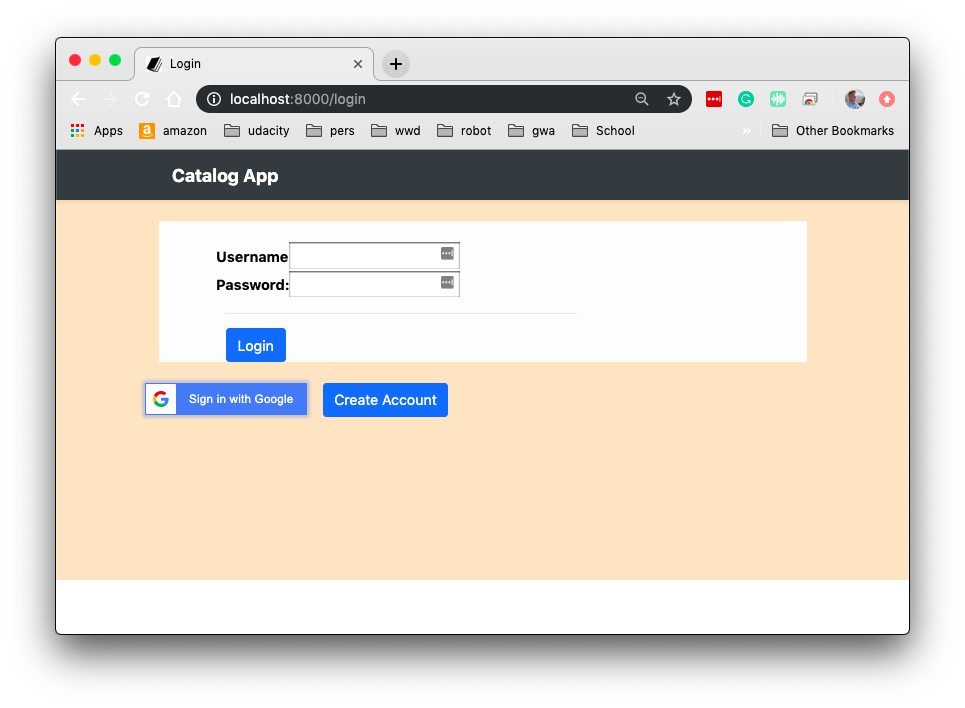 Login
localhost:8000/login
Apps amazon udacity pers wwd robot gwa School » Other Bookmarks
Catalog App
Username
Password:
Login
Sign in with Google Create Account